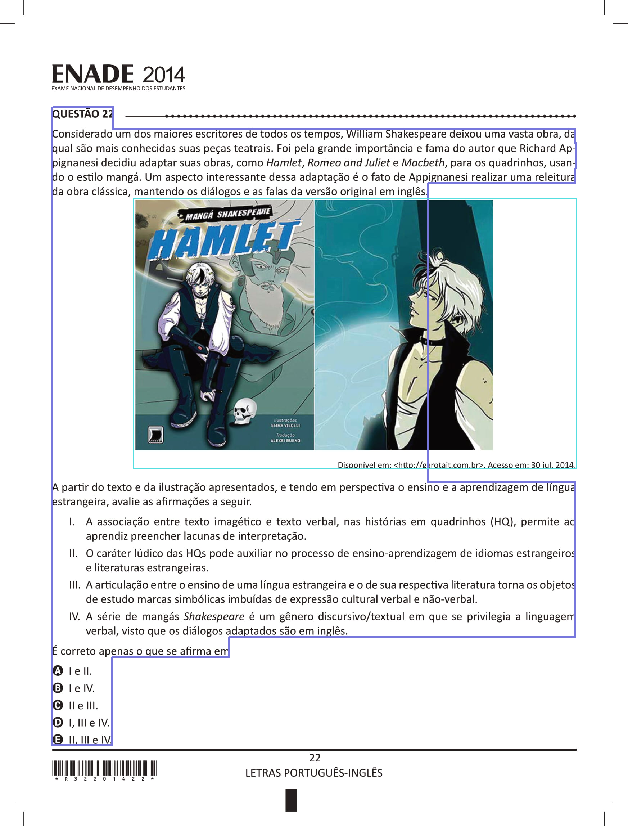 ENADE 2014
EXAME NACIONAL DE DESEMPENHO DOS ESTUDANTES
QUESTÃO 22
Considerado um dos maiores escritores de todos os tempos, William Shakespeare deixou uma vasta obra, da
qual são mais conhecidas suas peças teatrais. Foi pela grande importância e fama do autor que Richard Ap-
pignanesi decidiu adaptar suas obras, como Hamlet, Romeo and Juliet e Macbeth, para os quadrinhos, usan-
do o estilo mangá. Um aspecto interessante dessa adaptação é o fato de Appignanesi realizar uma releitura
da obra clássica, mantendo os diálogos e as falas da versão original em inglês.
MANGÁ SHAKESPEARE
HAMLET
Ilustrações
Tradução
Disponível em: <http://garotait.com.br>. Acesso em: 30 jul. 2014.
A partir do texto e da ilustração apresentados, e tendo em perspectiva o ensino e a aprendizagem de língua
estrangeira, avalie as afirmações a seguir.
I. A associação entre texto imagético e texto verbal, nas histórias em quadrinhos (HQ), permite ao
aprendiz preencher lacunas de interpretação.
II. O caráter lúdico das HQs pode auxiliar no processo de ensino-aprendizagem de idiomas estrangeiros
e literaturas estrangeiras.
III. A articulação entre o ensino de uma língua estrangeira e o de sua respectiva literatura torna os objetos
de estudo marcas simbólicas imbuídas de expressão cultural verbal e não-verbal.
IV. A série de mangás Shakespeare é um gênero discursivo/textual em que se privilegia a linguagem
verbal, visto que os diálogos adaptados são em inglês.
É correto apenas o que se afirma em
A I e II.
B I e IV.
C II e III.
D I, III e IV.
E II, III e IV.
22
LETRAS PORTUGUÊS-INGLÊS
*R32201422*